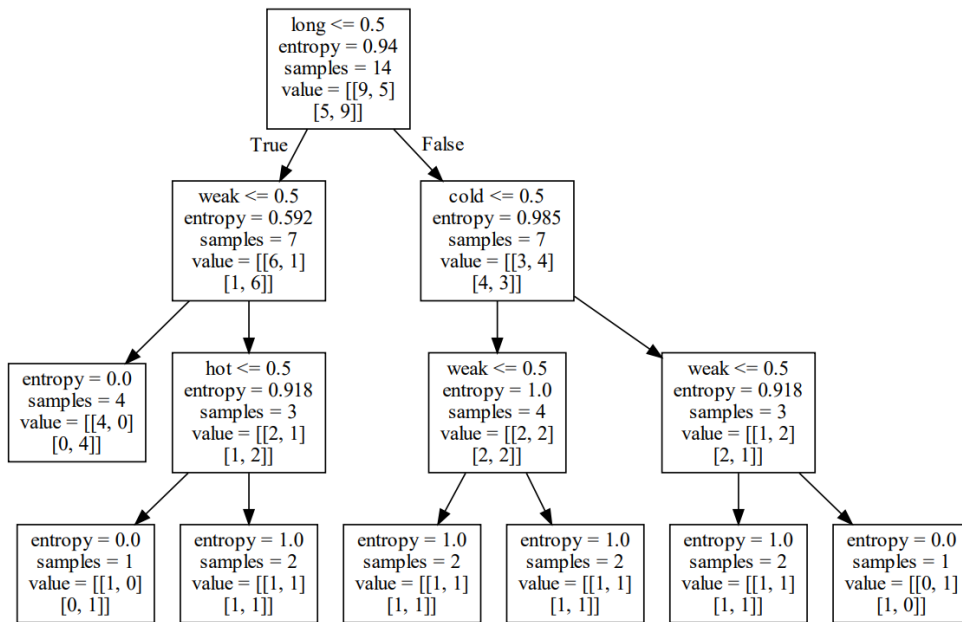 long <= 0.5
entropy = 0.94
samples = 14
value = [[9, 5]
[5, 9]]
True
False
weak <= 0.5
entropy = 0.592
samples = 7
value = [[6, 1]
[1, 6]]
cold <= 0.5
entropy = 0.985
samples = 7
value = [[3, 4]
[4, 3]]
entropy = 0.0
samples = 4
value = [[4, 0]
[0, 4]]
hot <= 0.5
entropy = 0.918
samples = 3
value = [[2, 1]
[1, 2]]
weak <= 0.5
entropy = 1.0
samples = 4
value = [[2, 2]
[2, 2]]
weak <= 0.5
entropy = 0.918
samples = 3
value = [[1, 2]
[2, 1]]
entropy = 0.0
samples = 1
value = [[1, 0]
[0, 1]]
entropy = 1.0
samples = 2
value = [[1, 1]
[1, 1]]
entropy = 1.0
samples = 2
value = [[1, 1]
[1, 1]]
entropy = 1.0
samples = 2
value = [[1, 1]
[1, 1]]
entropy = 1.0
samples = 2
value = [[1, 1]
[1, 1]]
entropy = 0.0
samples = 1
value = [[0, 1]
[1, 0]]